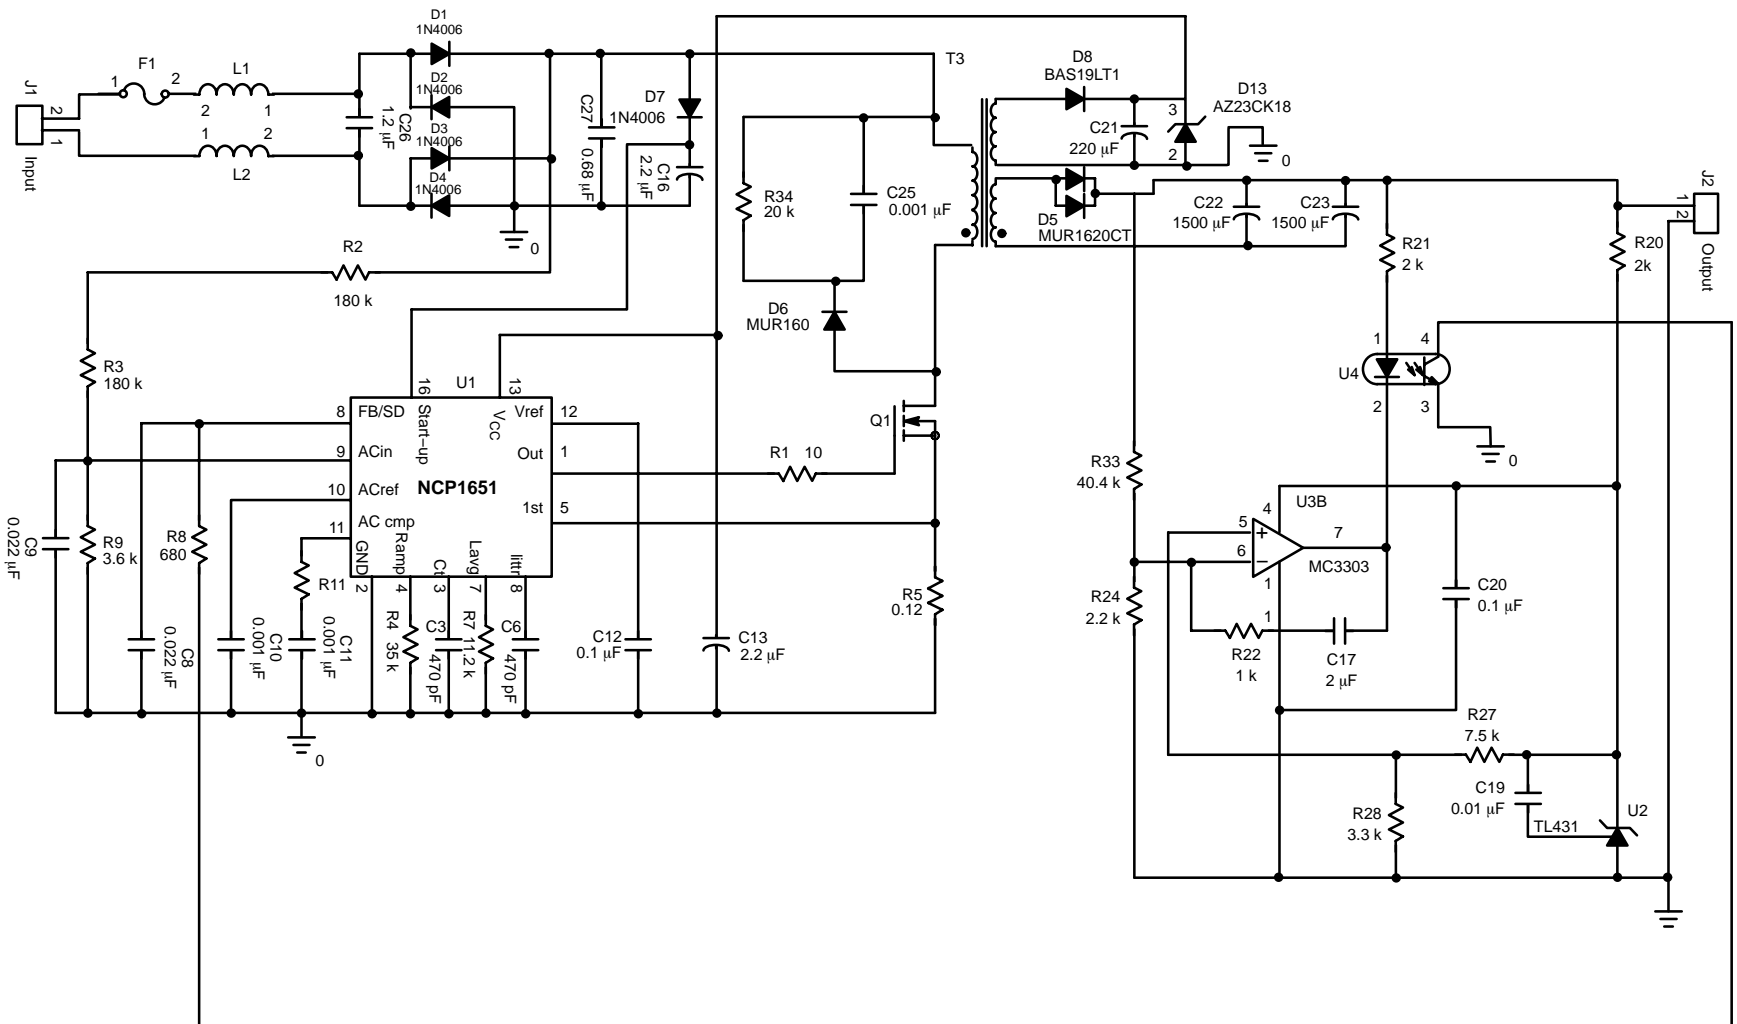 D1
1N4006
D2
1N4006
D3
1N4006
D4
1N4006
J1
2
1
Input
F1
1
2
L1
2
1
1
2
L2
C26
1.2 µF
C27
0.68 µF
D7
1N4006
C16
2.2 µF
0
T3
R34
20 k
C25
0.001 µF
D6
MUR160
D8
BAS19LT1
C21
220 µF
D13
AZ23CK18
3
2
0
D5
MUR1620CT
C22
1500 µF
C23
1500 µF
J2
1
2
Output
R21
2 k
R20
2k
R2
180 k
R3
180 k
U1
16
13
8
FB/SD
Start–up
VCC
Vref
12
9
ACin
Out
1
10
ACref
NCP1651
11
AC cmp
1st
5
GND
Ramp
Ct
Lavg
Iittr
2
4
3
7
8
Q1
R1 10
U4
1
4
2
3
0
C9
0.022 µF
R9
3.6 k
R8
680
R11
C8
0.022 µF
C10
0.001 µF
C11
0.001 µF
R4
35 k
C3
470 pF
R7
11.2 k
C6
470 pF
C12
0.1 µF
C13
2.2 µF
R5
0.12
0
R33
40.4 k
R24
2.2 k
U3B
4
5
+
6
–
7
1
MC3303
C20
0.1 µF
1
R22
1 k
C17
2 µF
R27
7.5 k
C19
0.01 µF
R28
3.3 k
TL431
U2